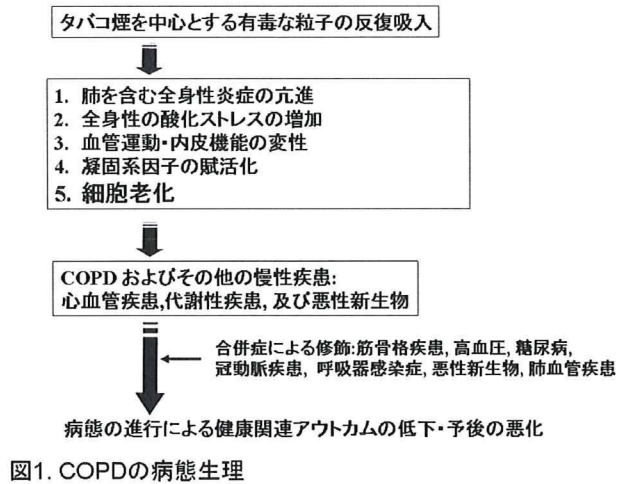 タバコ煙を中心とする有毒な粒子の反復吸入
1. 肺を含む全身性炎症の亢進
2. 全身性の酸化ストレスの増加
3. 血管運動・内皮機能の変性
4. 凝固系因子の賦活化
5. 細胞老化
COPD およびその他の慢性疾患:
心血管疾患,代謝性疾患, 及び悪性新生物
合併症による修飾:筋骨格疾患, 高血圧, 糖尿病,
冠動脈疾患, 呼吸器感染症, 悪性新生物, 肺血管疾患
病態の進行による健康関連アウトカムの低下・予後の悪化
図1. COPDの病態生理